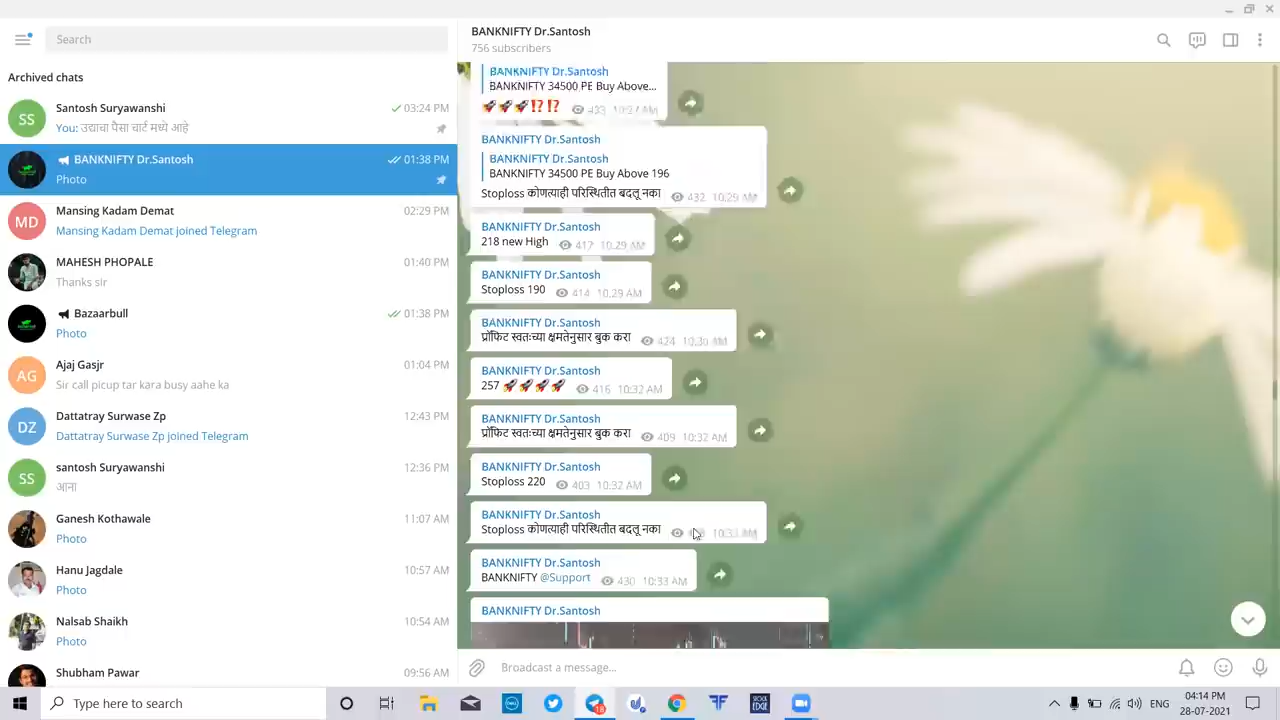 Search
Archived chats
Santosh Suryawanshi
03:24 PM
You: उद्याचा पैसा चार्ट मध्ये आहे
BANKNIFTY Dr.Santosh
01:38 PM
Photo
Mansing Kadam Demat
02:29 PM
Mansing Kadam Demat joined Telegram
MAHESH PHOPALE
01:40 PM
Thanks sir
Bazaarbull
01:38 PM
Photo
Ajaj Gasjr
01:04 PM
Sir call picup tar kara busy aahe ka
Dattatray Surwase Zp
12:43 PM
Dattatray Surwase Zp joined Telegram
santosh Suryawanshi
12:36 PM
आना
Ganesh Kothawale
11:07 AM
Photo
Hanu Jagdale
10:57 AM
Photo
Nalsab Shaikh
10:54 AM
Photo
Shubham Pawar
09:56 AM
SS
MD
AG
DZ
SS
BANKNIFTY Dr.Santosh
756 subscribers
BANKNIFTY Dr.Santosh
BANKNIFTY 34500 PE Buy Above...
🚀🚀🚀⁉️⁉️
BANKNIFTY Dr.Santosh
BANKNIFTY Dr.Santosh
BANKNIFTY 34500 PE Buy Above 196
Stoploss कोणत्याही परिस्थितीत बदलू नका 432 10:29 AM
BANKNIFTY Dr.Santosh
218 new High 417 10:29 AM
BANKNIFTY Dr.Santosh
Stoploss 190 414 10:29 AM
BANKNIFTY Dr.Santosh
प्रॉफिट स्वतःच्या क्षमतेनुसार बुक करा 424 10:30 AM
BANKNIFTY Dr.Santosh
257 🚀🚀🚀🚀 416 10:32 AM
BANKNIFTY Dr.Santosh
प्रॉफिट स्वतःच्या क्षमतेनुसार बुक करा 409 10:32 AM
BANKNIFTY Dr.Santosh
Stoploss 220 403 10:32 AM
BANKNIFTY Dr.Santosh
Stoploss कोणत्याही परिस्थितीत बदलू नका 10:33 AM
BANKNIFTY Dr.Santosh
BANKNIFTY @Support 430 10:33 AM
BANKNIFTY Dr.Santosh
Broadcast a message...
Type here to search
ENG
04:14 PM
28-07-2021